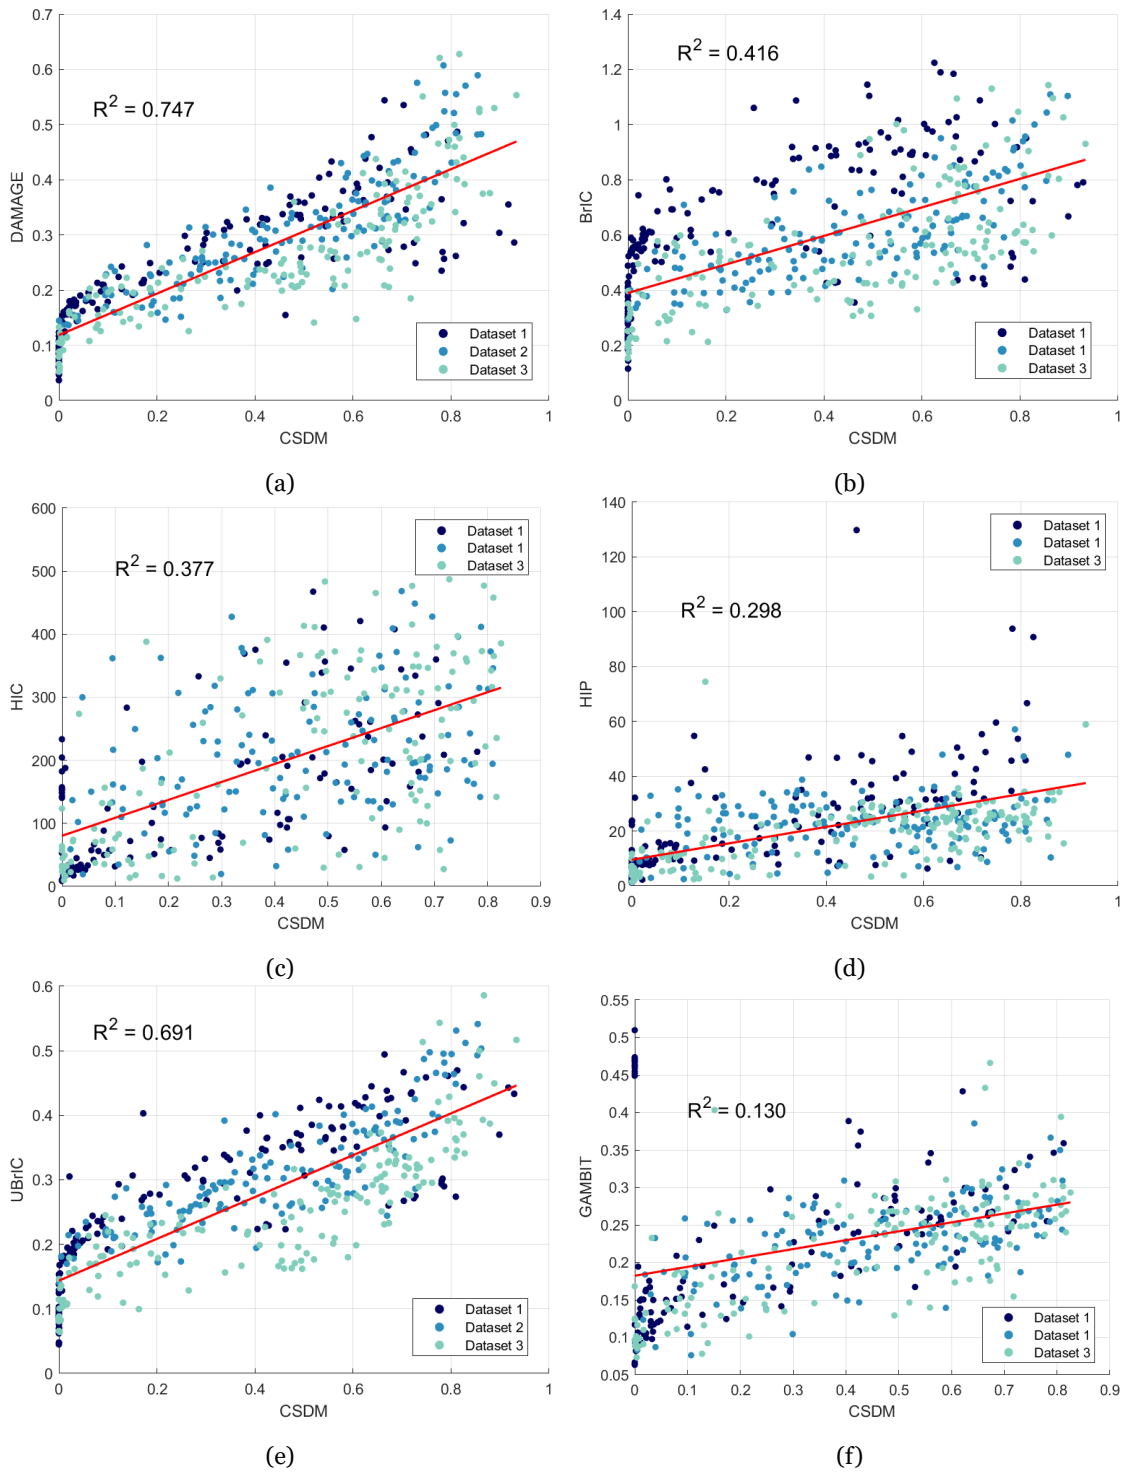 0.7
0.6
0.5
0.4
0.3
0.2
0.1
0
DAMAGE
R² = 0.747
Dataset 1
Dataset 2
Dataset 3
0 0.2 0.4 0.6 0.8 1
CSDM
(a)
1.4
1.2
1
0.8
0.6
0.4
0.2
0
BrIC
R² = 0.416
Dataset 1
Dataset 1
Dataset 3
0 0.2 0.4 0.6 0.8 1
CSDM
(b)
600
500
400
300
200
100
0
HIC
R² = 0.377
Dataset 1
Dataset 1
Dataset 3
0 0.1 0.2 0.3 0.4 0.5 0.6 0.7 0.8 0.9
CSDM
(c)
140
120
100
80
60
40
20
0
HIP
R² = 0.298
Dataset 1
Dataset 1
Dataset 3
0 0.2 0.4 0.6 0.8 1
CSDM
(d)
0.6
0.5
0.4
0.3
0.2
0.1
0
UBrIC
R² = 0.691
Dataset 1
Dataset 2
Dataset 3
0 0.2 0.4 0.6 0.8 1
CSDM
(e)
0.55
0.5
0.45
0.4
0.35
0.3
0.25
0.2
0.15
0.1
0.05
GAMBIT
R² = 0.130
Dataset 1
Dataset 1
Dataset 3
0 0.1 0.2 0.3 0.4 0.5 0.6 0.7 0.8 0.9
CSDM
(f)